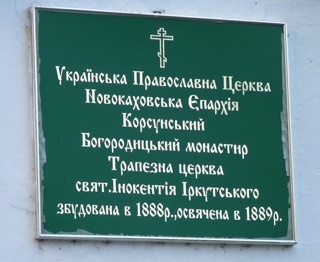 Українська Православна Церква
Новокаховська Єпархія
Корсунський
Богородицький монастир
Трапезна церква
свят.Інокентія Іркутського
збудована в 1888р.,освячена в 1889р.